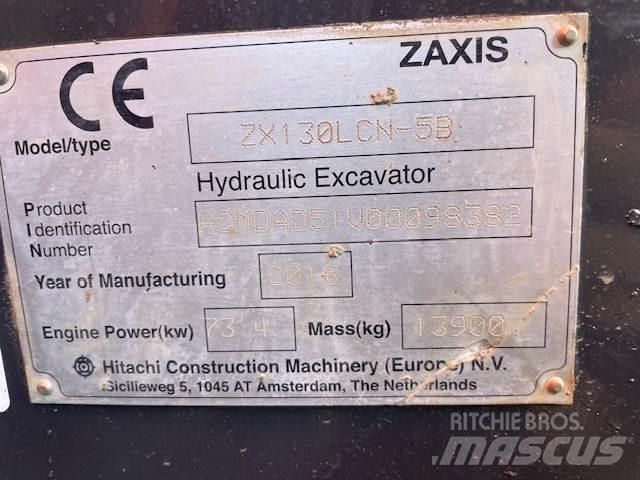 CE
ZAXIS
Model/type
ZX130LCN-5B
Hydraulic Excavator
Product
Identification
Number
HCMDAD51V00098382
Year of Manufacturing
2016
Engine Power(kw)
73.4
Mass(kg)
13900
Hitachi Construction Machinery (Europe) N.V.
Sicilieweg 5, 1045 AT Amsterdam, The Netherlands
RITCHIE BROS.
MASCUS